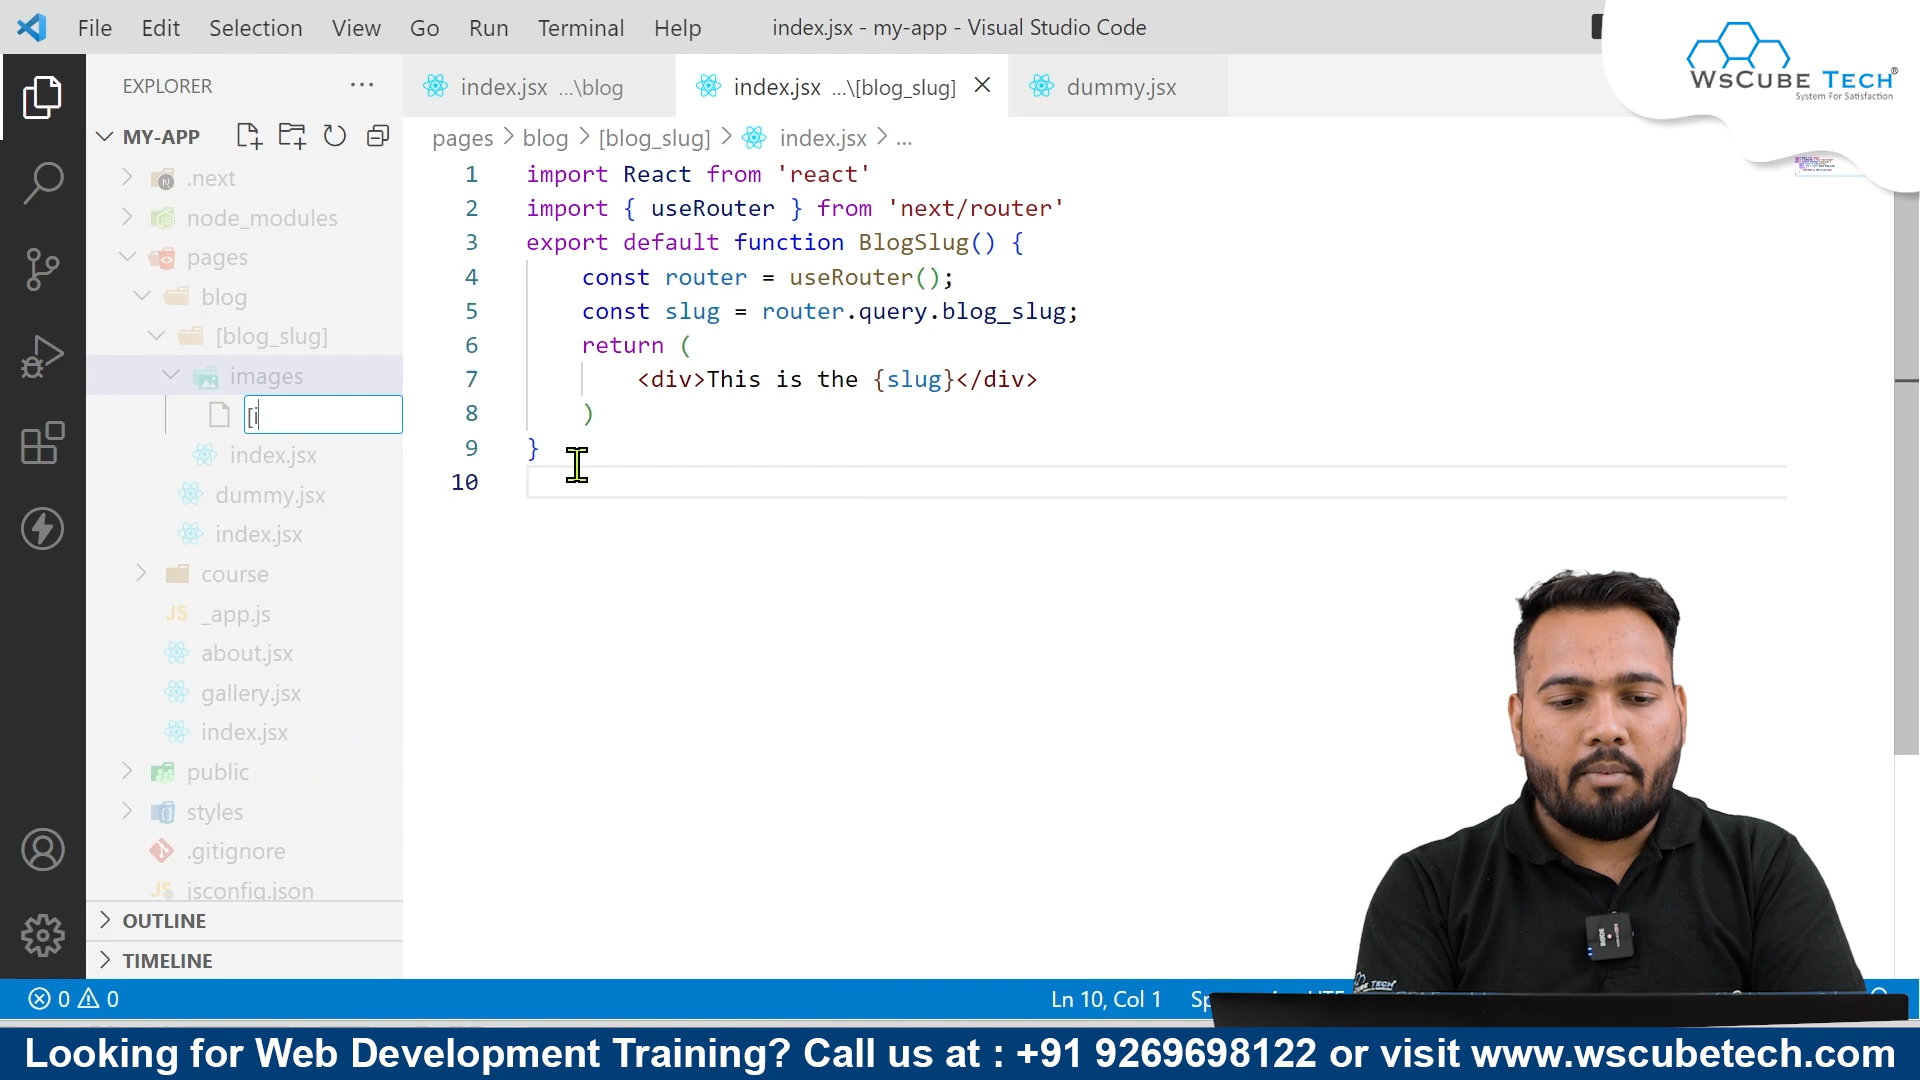 File Edit Selection View Go Run Terminal Help index.jsx - my-app - Visual Studio Code
WsCube Tech®
System For Satisfaction
EXPLORER
index.jsx ...\blog index.jsx ...\[blog_slug] dummy.jsx
MY-APP
pages > blog > [blog_slug] > index.jsx > ...
.next
node_modules
pages
blog
[blog_slug]
images
[i
index.jsx
dummy.jsx
index.jsx
course
JS _app.js
about.jsx
gallery.jsx
index.jsx
public
styles
.gitignore
JS jsconfig.json
OUTLINE
TIMELINE
1 import React from 'react'
2 import { useRouter } from 'next/router'
3 export default function BlogSlug() {
4 const router = useRouter();
5 const slug = router.query.blog_slug;
6 return (
7 <div>This is the {slug}</div>
8 )
9 }
10
0 0 Ln 10, Col 1
Looking for Web Development Training? Call us at : +91 9269698122 or visit www.wscubetech.com